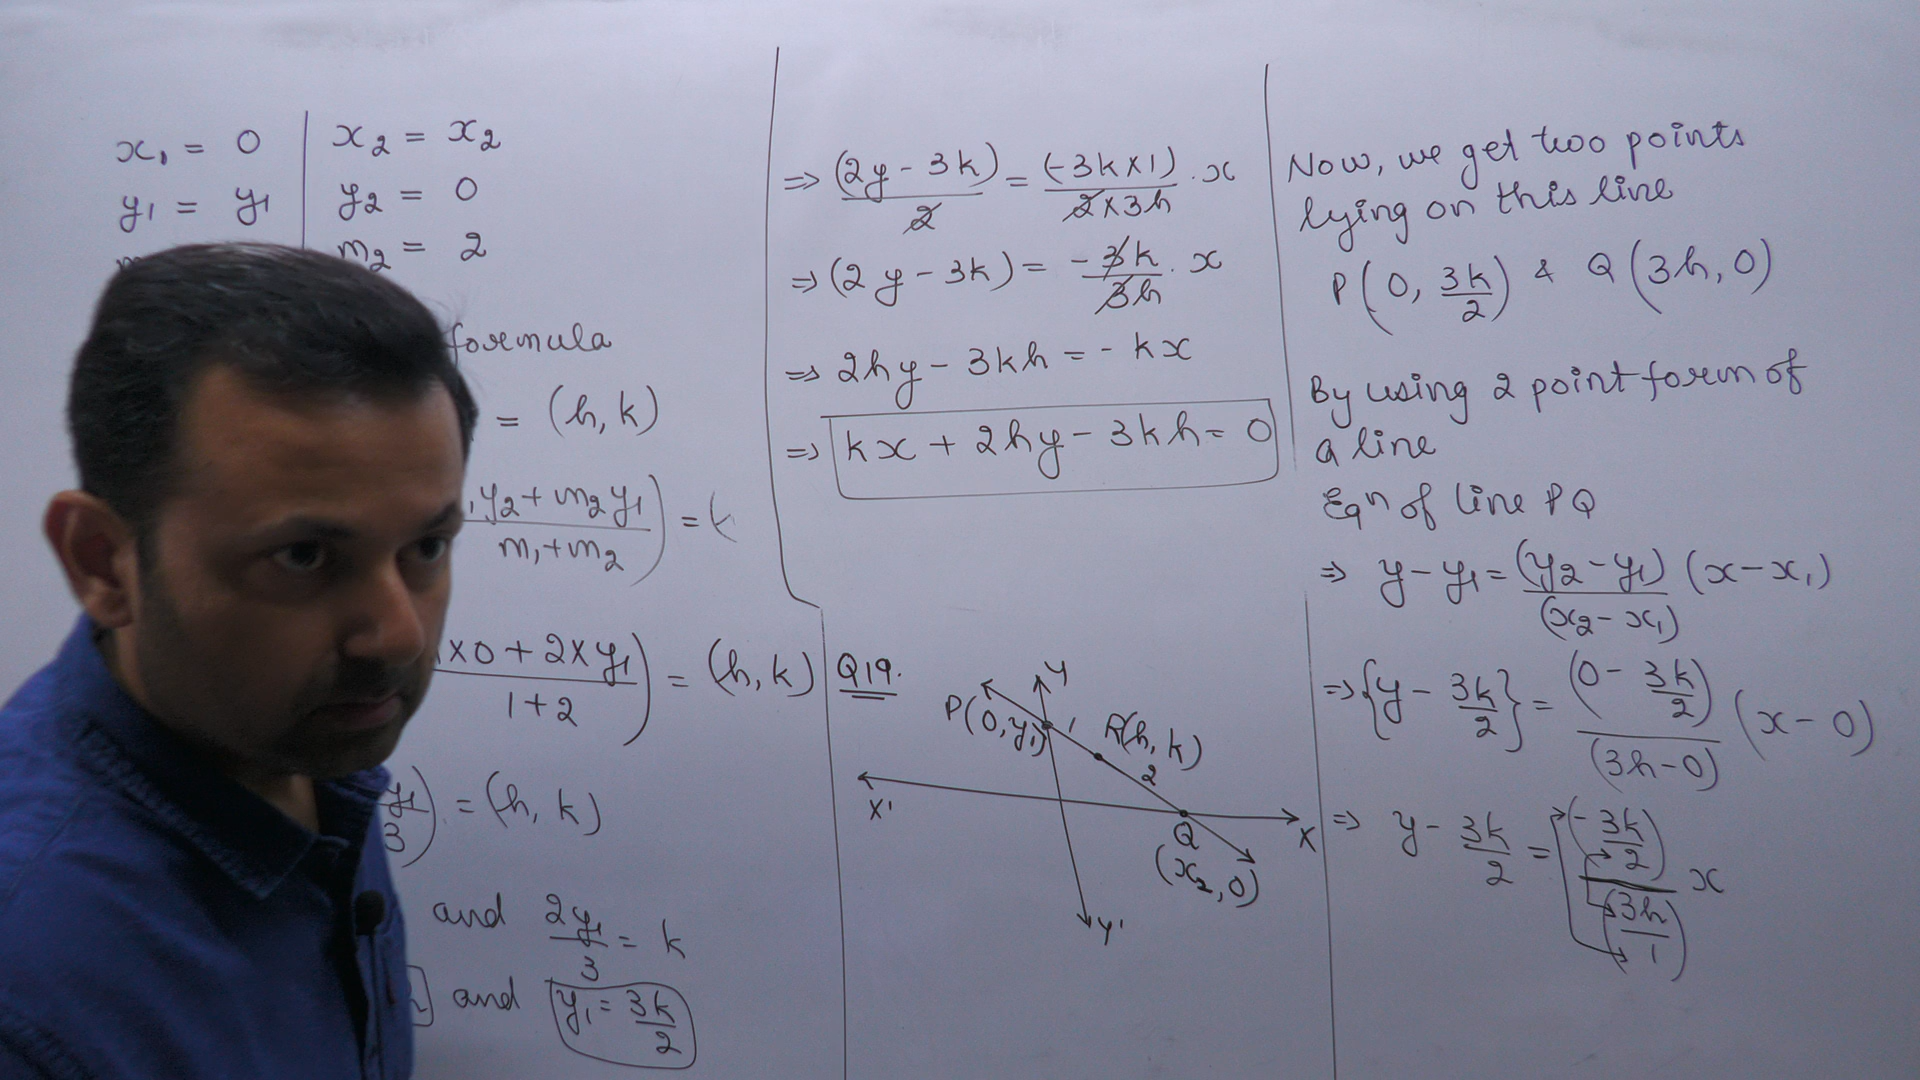 x₁ = 0 | x₂ = x₂
y₁ = y₁ | y₂ = 0
m₂ = 2
formula
= (h, k)
y₂ + m₂y₁) = k
m₁ + m₂
x0 + 2xy₁) = (h, k)
1+2
y₁) = (h, k)
3
and 2y₁/3 = k
and y₁ = 3k/2
⇒ (2y - 3k)/2 = (-3k×1)/(2×3h) . x
⇒ (2y - 3k) = -3k/3h . x
⇒ 2hy - 3kh = - kx
⇒ kx + 2hy - 3kh = 0
Q19.
Y
P(0, y₁)
1
R(h, k)
2
X'
Q
X
(x₂, 0)
Y'
Now, we get two points
lying on this line
P(0, 3k/2) & Q(3h, 0)
By using 2 point form of
a line
Eqⁿ of line PQ
⇒ y - y₁ = (y₂ - y₁)/(x₂ - x₁) (x - x₁)
⇒ {y - 3k/2} = (0 - 3k/2)/(3h - 0) (x - 0)
⇒ y - 3k/2 = (-3k/2)/(3h/1) x